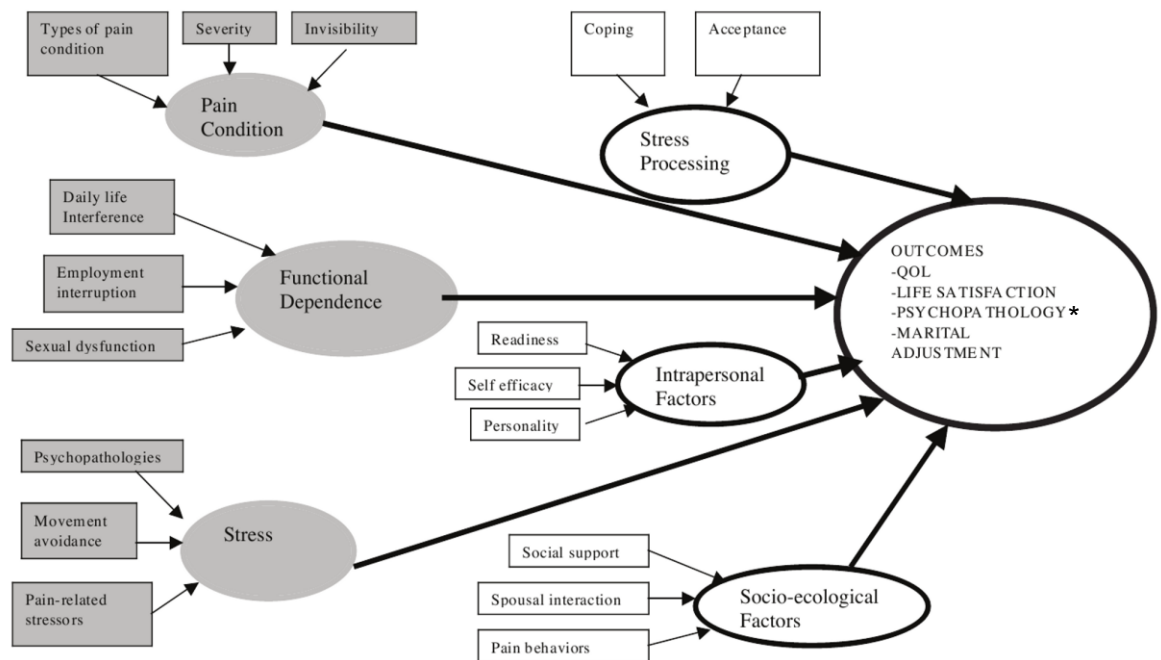 Types of pain
condition
Severity
Invisibility
Coping
Acceptance
Pain
Condition
Stress
Processing
Daily life
Interference
Employment
interruption
Sexual dysfunction
Functional
Dependence
OUTCOMES
-QOL
-LIFE SATISFACTION
-PSYCHOPATHOLOGY*
-MARITAL
ADJUSTMENT
Readiness
Self efficacy
Personality
Intrapersonal
Factors
Psychopathologies
Movement
avoidance
Pain-related
stressors
Stress
Social support
Spousal interaction
Pain behaviors
Socio-ecological
Factors